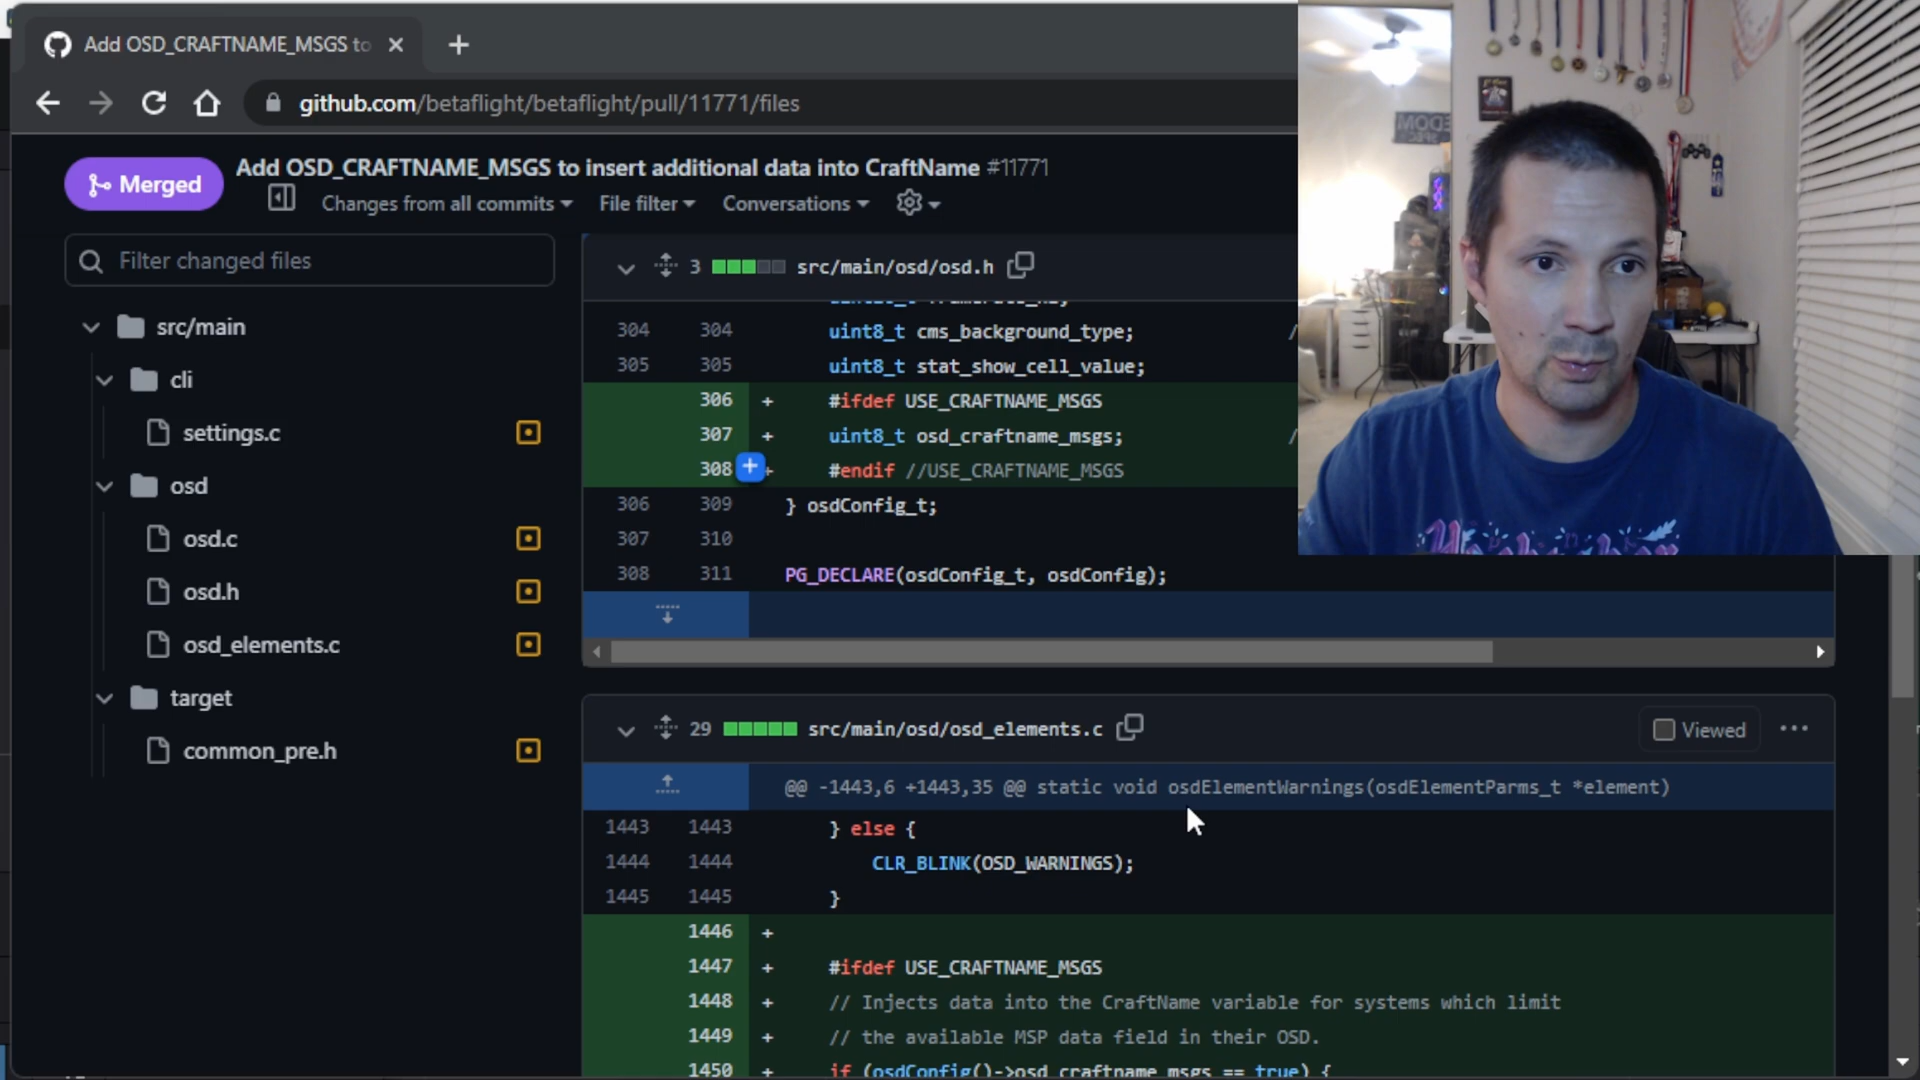 Add OSD_CRAFTNAME_MSGS to
github.com/betaflight/betaflight/pull/11771/files
Merged
Add OSD_CRAFTNAME_MSGS to insert additional data into CraftName #11771
Changes from all commits File filter Conversations
Filter changed files
src/main
cli
settings.c
osd
osd.c
osd.h
osd_elements.c
target
common_pre.h
3 src/main/osd/osd.h
304 304 uint8_t cms_background_type; /
305 305 uint8_t stat_show_cell_value;
306 + #ifdef USE_CRAFTNAME_MSGS
307 + uint8_t osd_craftname_msgs; /
308 + #endif //USE_CRAFTNAME_MSGS
306 309 } osdConfig_t;
307 310
308 311 PG_DECLARE(osdConfig_t, osdConfig);
29 src/main/osd/osd_elements.c Viewed ...
@@ -1443,6 +1443,35 @@ static void osdElementWarnings(osdElementParms_t *element)
1443 1443 } else {
1444 1444 CLR_BLINK(OSD_WARNINGS);
1445 1445 }
1446 +
1447 + #ifdef USE_CRAFTNAME_MSGS
1448 + // Injects data into the CraftName variable for systems which limit
1449 + // the available MSP data field in their OSD.
1450 + if (osdConfig()->osd_craftname_msgs == true) {